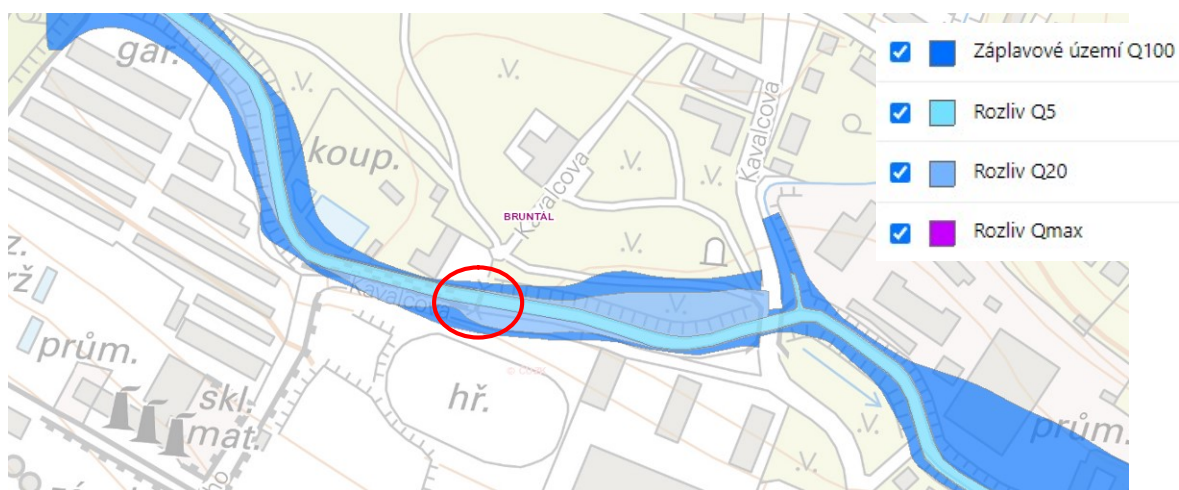 gar.
.V.
Záplavové území Q100
Rozliv Q5
Rozliv Q20
Rozliv Qmax
koup.
Kavalcova
Kavalcova
.V.
.V.
BRUNTÁL
.V.
.V.
z.
rž
Kavalcova
prům.
skl.
mat.
hř.
.V.
.V.
prům.